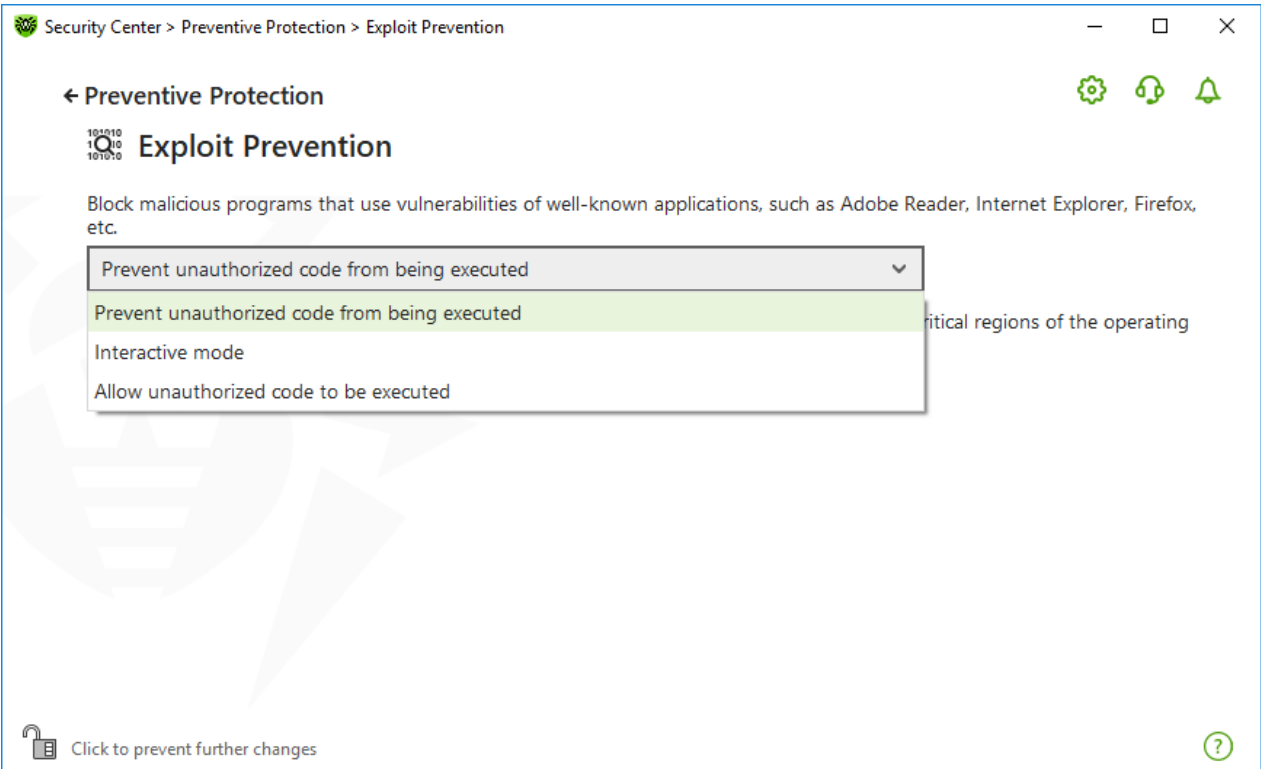 Security Center > Preventive Protection > Exploit Prevention
Preventive Protection
101010
101010
Exploit Prevention
Block malicious programs that use vulnerabilities of well-known applications, such as Adobe Reader, Internet Explorer, Firefox,
etc.
Prevent unauthorized code from being executed
Prevent unauthorized code from being executed
regions of the operating
Interactive mode
Allow unauthorized code to be executed
Click to prevent further changes
?